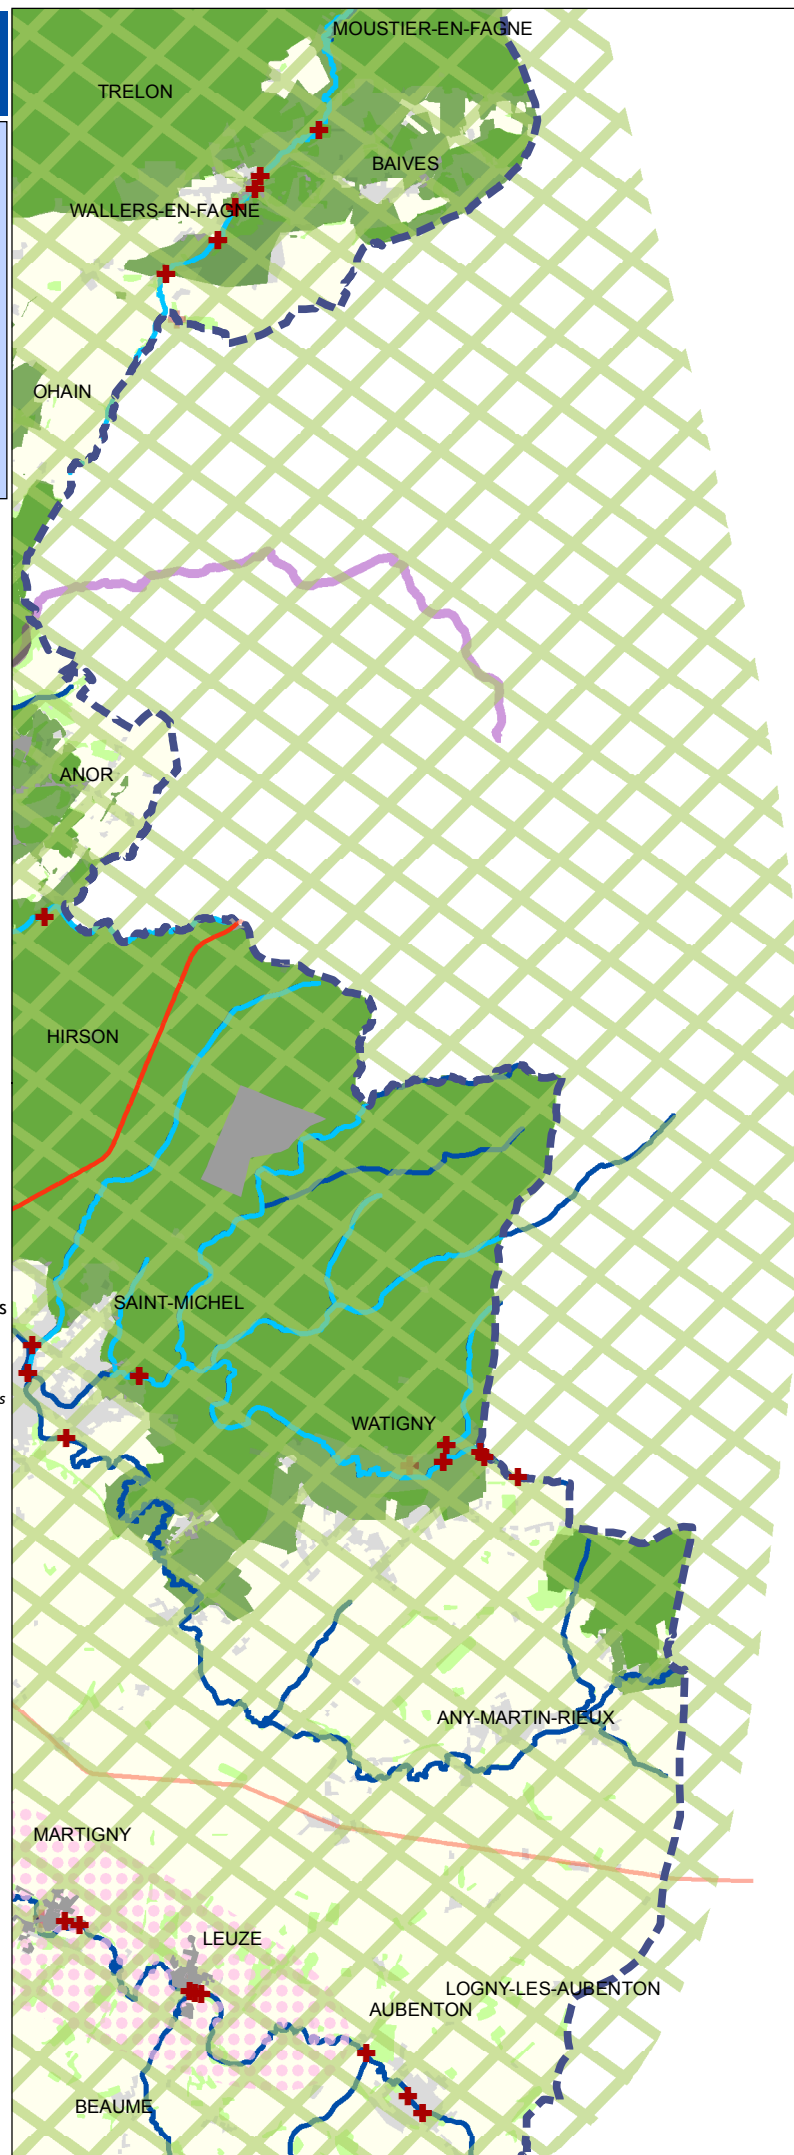 MOUSTIER-EN-FAGNE
TRELON
BAIVES
WALLERS-EN-FAGNE
OHAIN
ANOR
HIRSON
SAINT-MICHEL
s
s
WATIGNY
ANY-MARTIN-RIEUX
MARTIGNY
LEUZE
LOGNY-LES-AUBENTON
AUBENTON
BEAUME